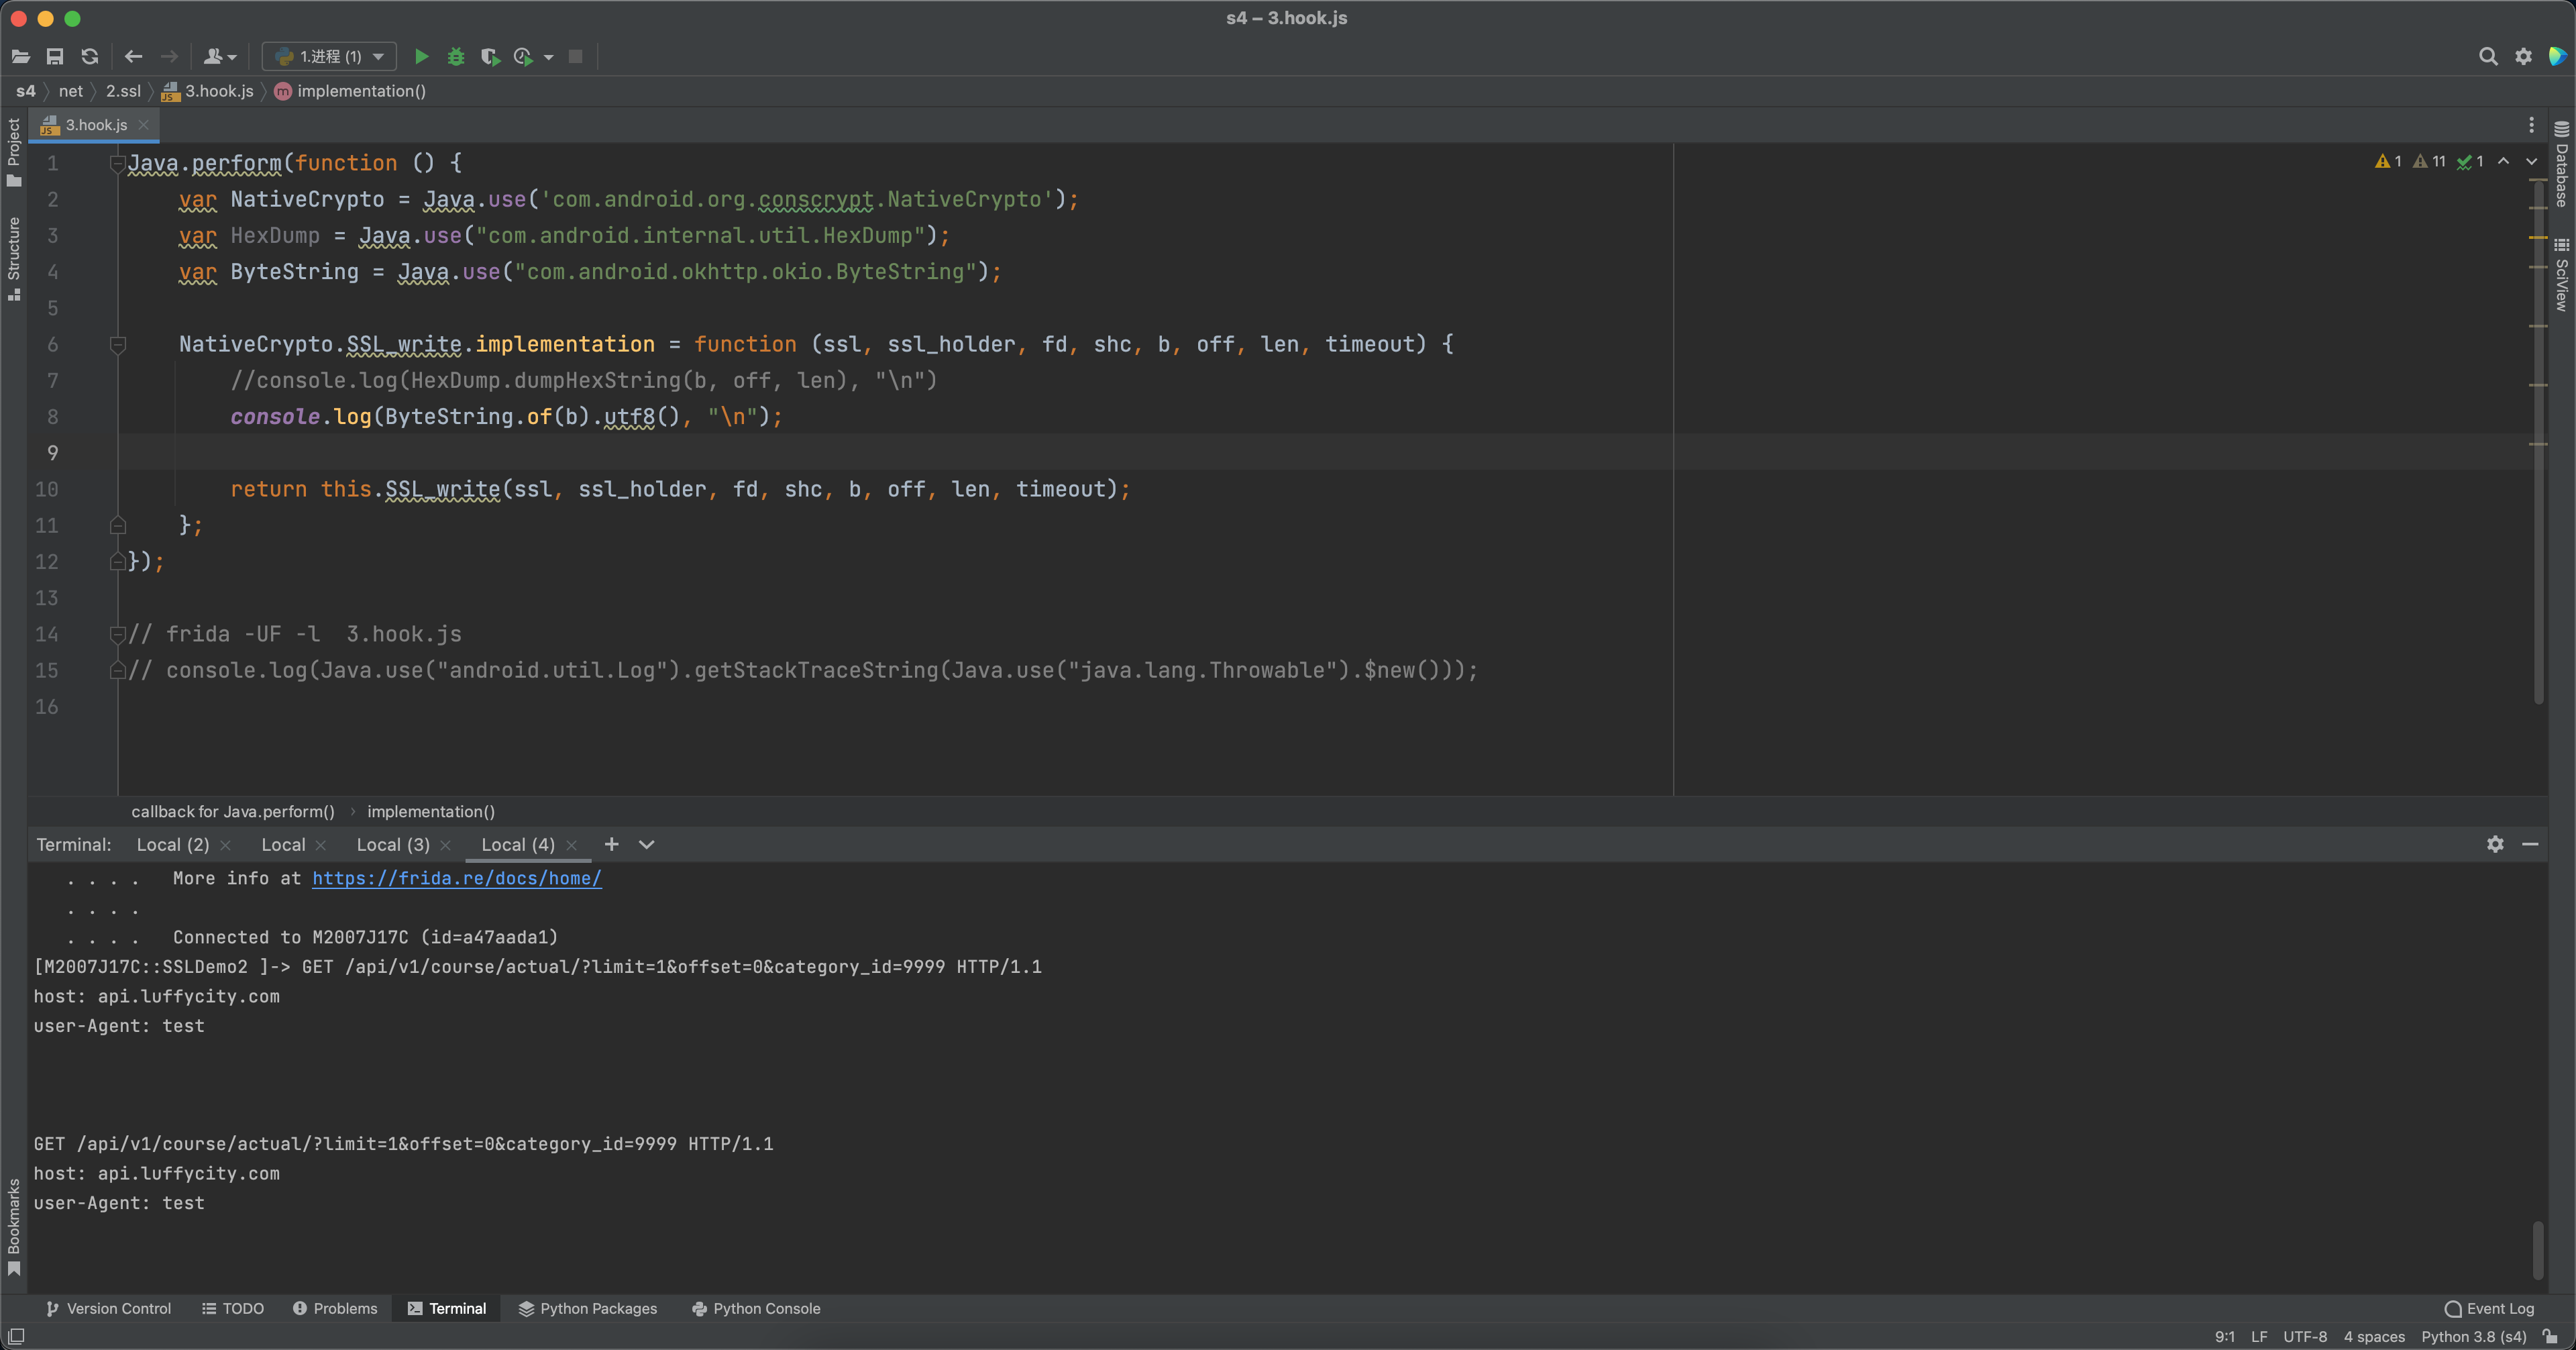 s4 – 3.hook.js
1.进程 (1)
s4 net 2.ssl 3.hook.js m implementation()
Project
Structure
Bookmarks
3.hook.js
1 11 1
Database
SciView
1 Java.perform(function () {
2 var NativeCrypto = Java.use('com.android.org.conscrypt.NativeCrypto');
3 var HexDump = Java.use("com.android.internal.util.HexDump");
4 var ByteString = Java.use("com.android.okhttp.okio.ByteString");
5
6 NativeCrypto.SSL_write.implementation = function (ssl, ssl_holder, fd, shc, b, off, len, timeout) {
7 //console.log(HexDump.dumpHexString(b, off, len), "\n")
8 console.log(ByteString.of(b).utf8(), "\n");
9
10 return this.SSL_write(ssl, ssl_holder, fd, shc, b, off, len, timeout);
11 };
12 });
13
14 // frida -UF -l  3.hook.js
15 // console.log(Java.use("android.util.Log").getStackTraceString(Java.use("java.lang.Throwable").$new()));
16
callback for Java.perform() › implementation()
Terminal: Local (2) Local Local (3) Local (4)
. . . .   More info at https://frida.re/docs/home/
. . . .
. . . .   Connected to M2007J17C (id=a47aada1)
[M2007J17C::SSLDemo2 ]-> GET /api/v1/course/actual/?limit=1&offset=0&category_id=9999 HTTP/1.1
host: api.luffycity.com
user-Agent: test
GET /api/v1/course/actual/?limit=1&offset=0&category_id=9999 HTTP/1.1
host: api.luffycity.com
user-Agent: test
Version Control TODO Problems Terminal Python Packages Python Console Event Log
9:1 LF UTF-8 4 spaces Python 3.8 (s4)